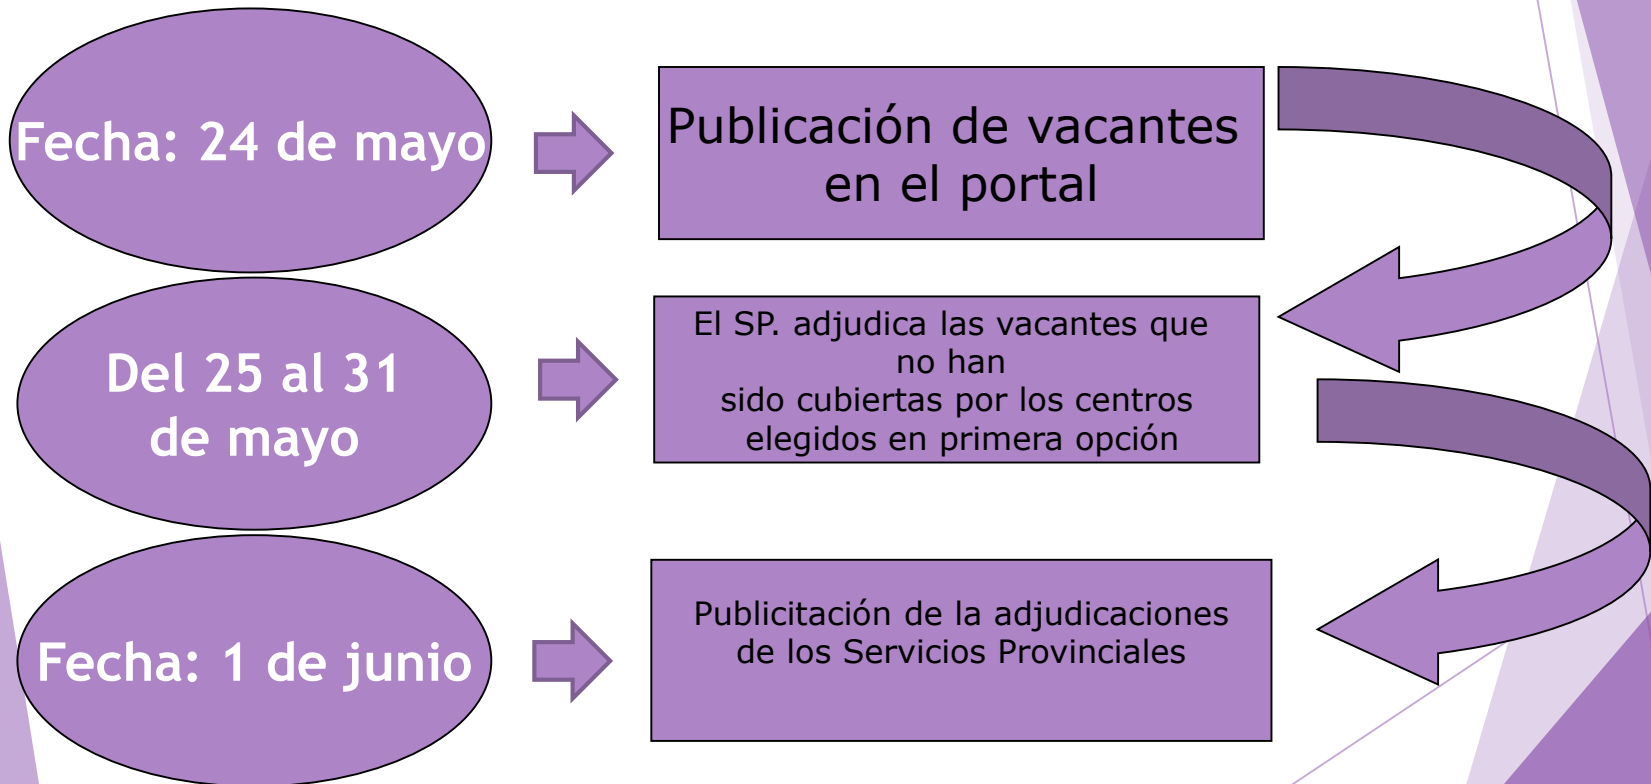 Fecha: 24 de mayo
Publicación de vacantes
en el portal
Del 25 al 31
de mayo
El SP. adjudica las vacantes que
no han
sido cubiertas por los centros
elegidos en primera opción
Fecha: 1 de junio
Publicitación de la adjudicaciones
de los Servicios Provinciales